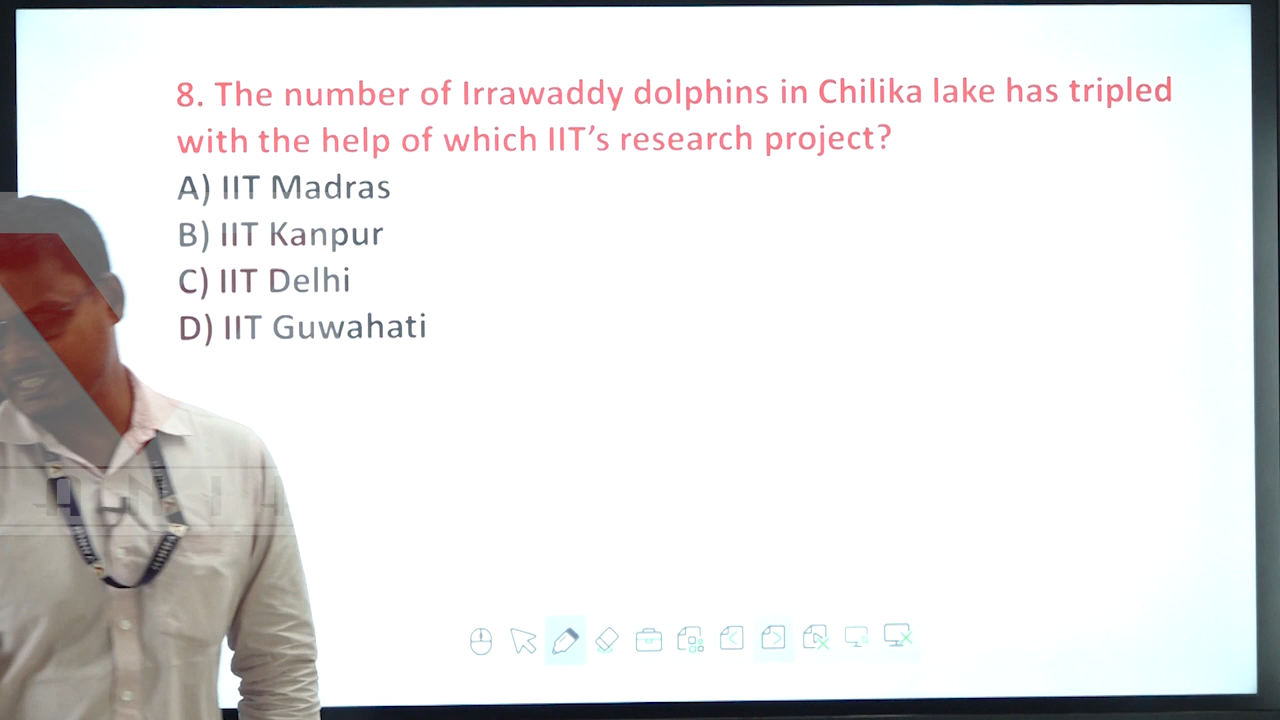 8. The number of Irrawaddy dolphins in Chilika lake has tripled
with the help of which IIT’s research project?
A) IIT Madras
B) IIT Kanpur
C) IIT Delhi
D) IIT Guwahati